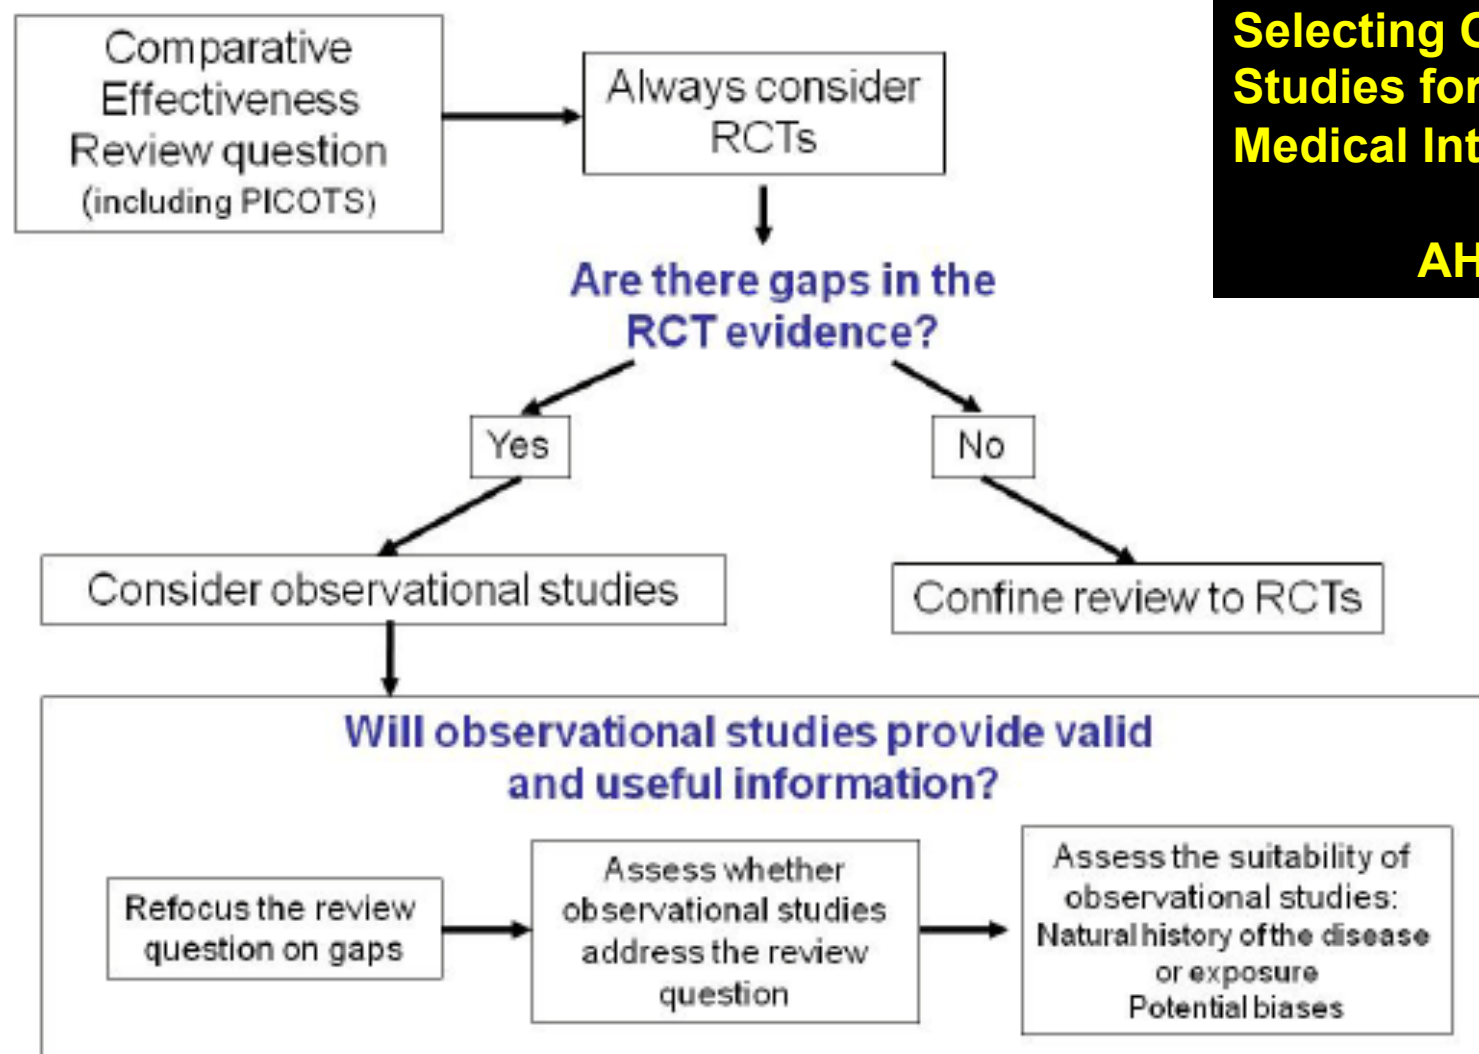 Comparative
Effectiveness
Review question
(including PICOTS)
Always consider
RCTs
Selecting
Studies for
Medical
Are there gaps in the
RCT evidence?
Yes
No
Consider observational studies
Confine review to RCTs
Will observational studies provide valid
and useful information?
Refocus the review
question on gaps
Assess whether
observational studies
address the review
question
Assess the suitability of
observational studies:
Natural history of the disease
or exposure
Potential biases